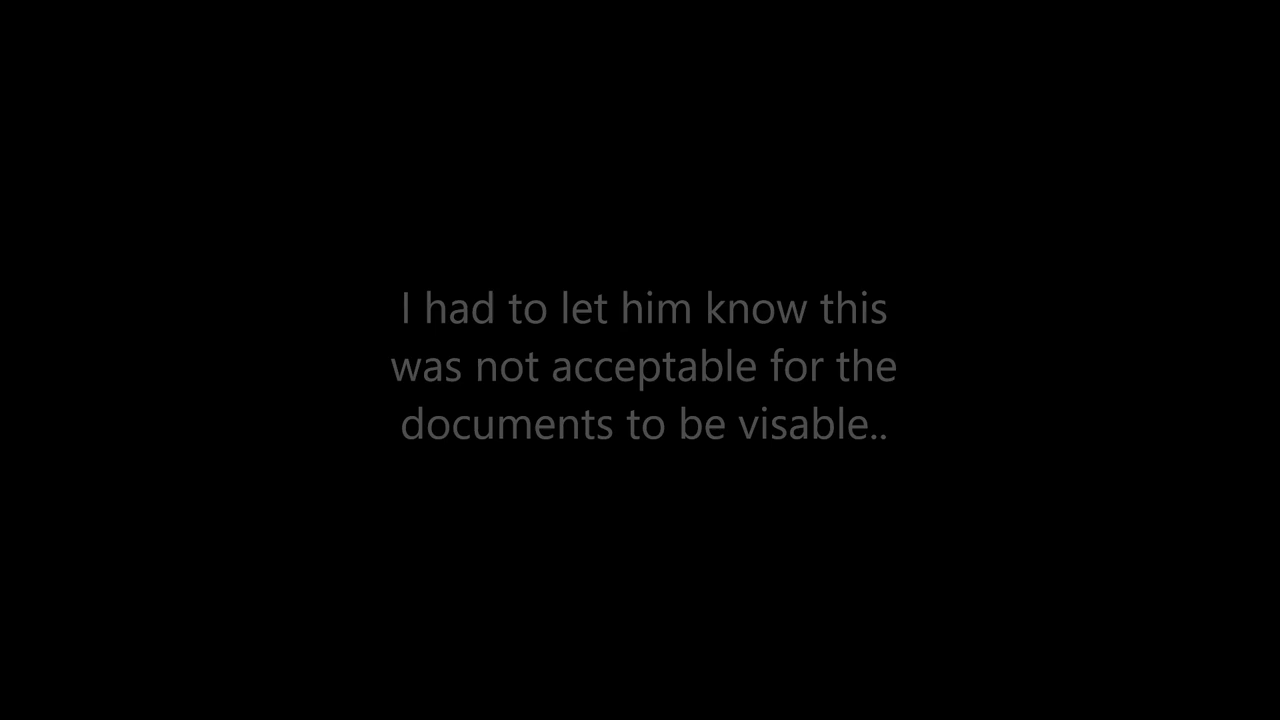 I had to let him know this
was not acceptable for the
documents to be visable..